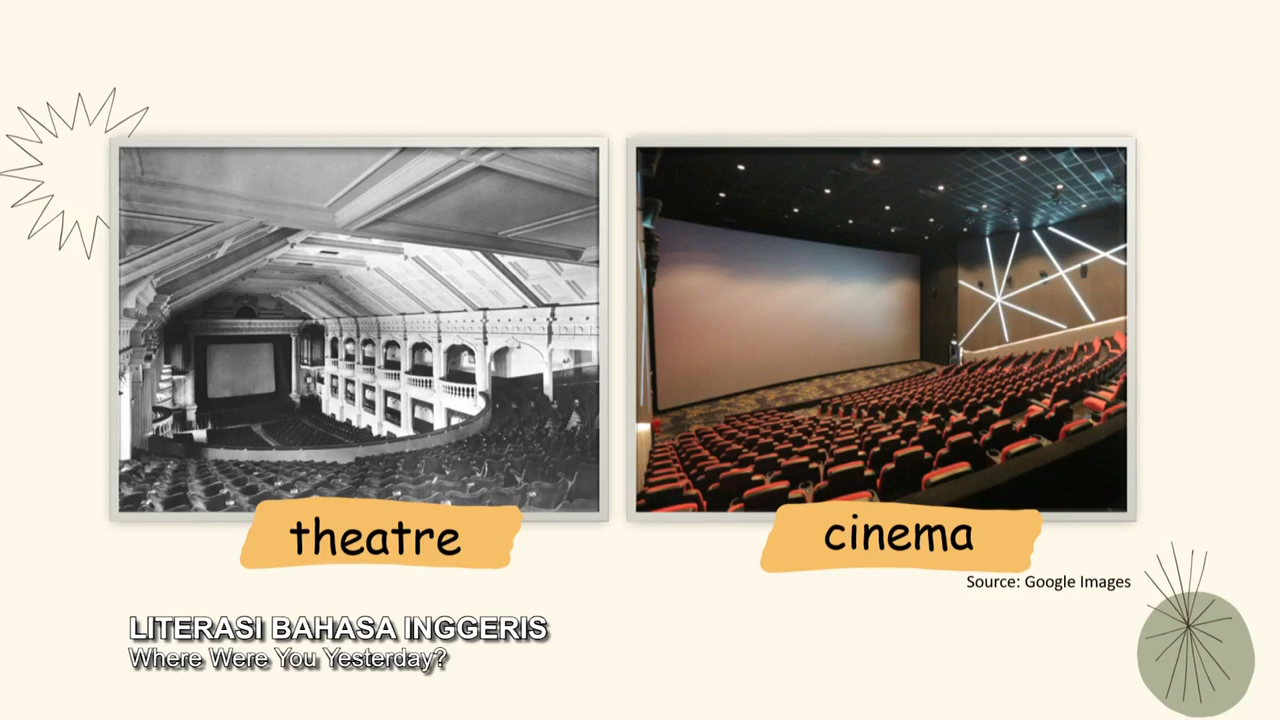 theatre
cinema
Source: Google Images
LITERASI BAHASA INGGERIS
Where Were You Yesterday?